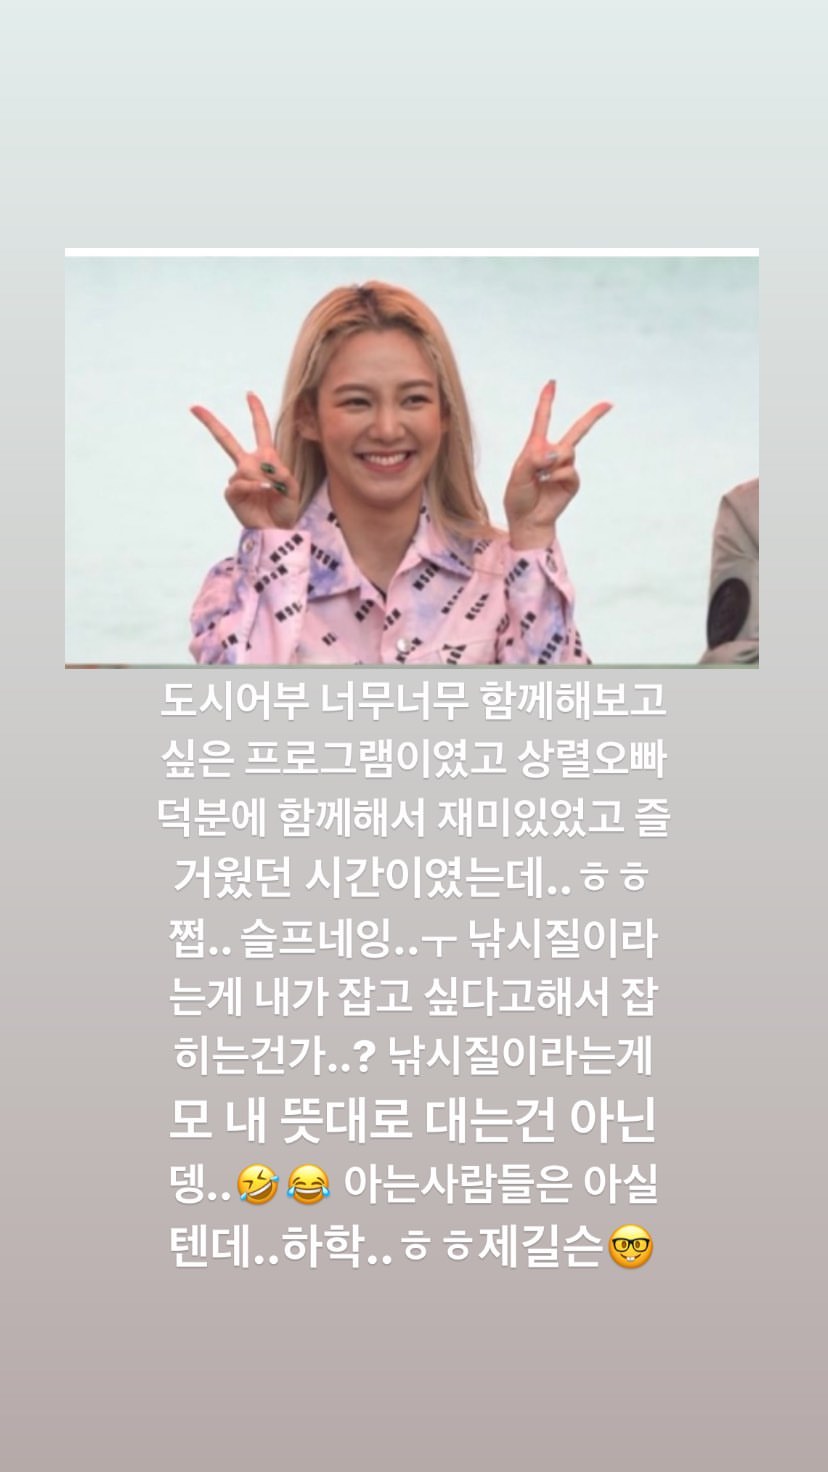 도시어부 너무너무 함께해보고
싶은 프로그램이였고 상렬오빠
덕분에 함께해서 재미있었고 즐
거웠던 시간이였는데..ㅎㅎ
쩝.. 슬프네잉..ㅜ 낚시질이라
는게 내가 잡고 싶다고해서 잡
히는건가..? 낚시질이라는게
모 내 뜻대로 대는건 아닌
뎅..🤣😂 아는사람들은 아실
텐데..하학..ㅎㅎ제길슨🤓